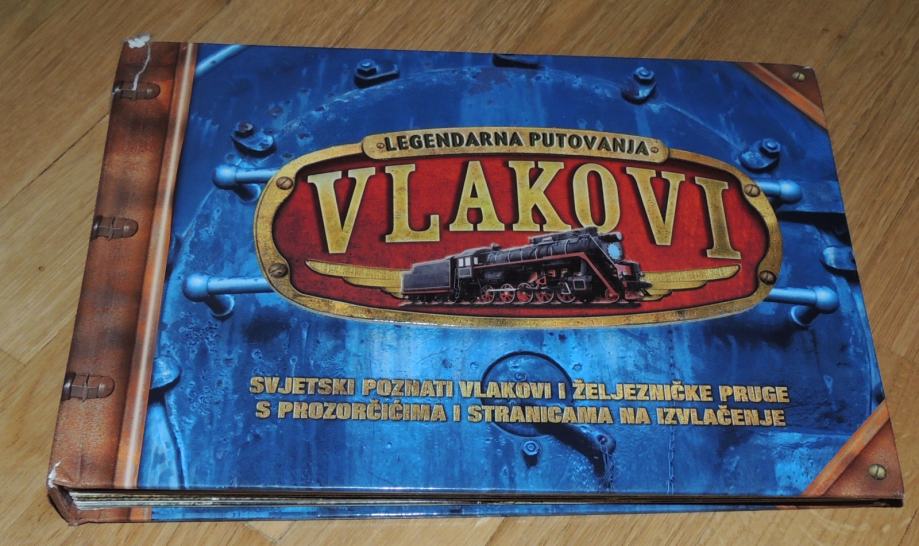 LEGENDARNA PUTOVANJA
VLAKOVI
SVJETSKI POZNATI VLAKOVI I ŽELJEZNIČKE PRUGE
S PROZORČIĆIMA I STRANICAMA NA IZVLAČENJE